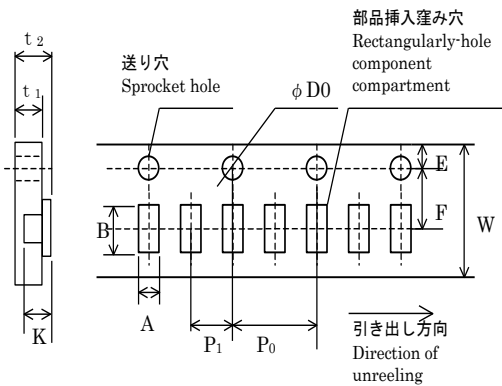 t 2
t 1
送り穴
Sprocket hole
φD0
部品挿入窪み穴
Rectangularly-hole
component
compartment
E
F
W
B
A
K
P1
P0
引き出し方向
Direction of
unreeling